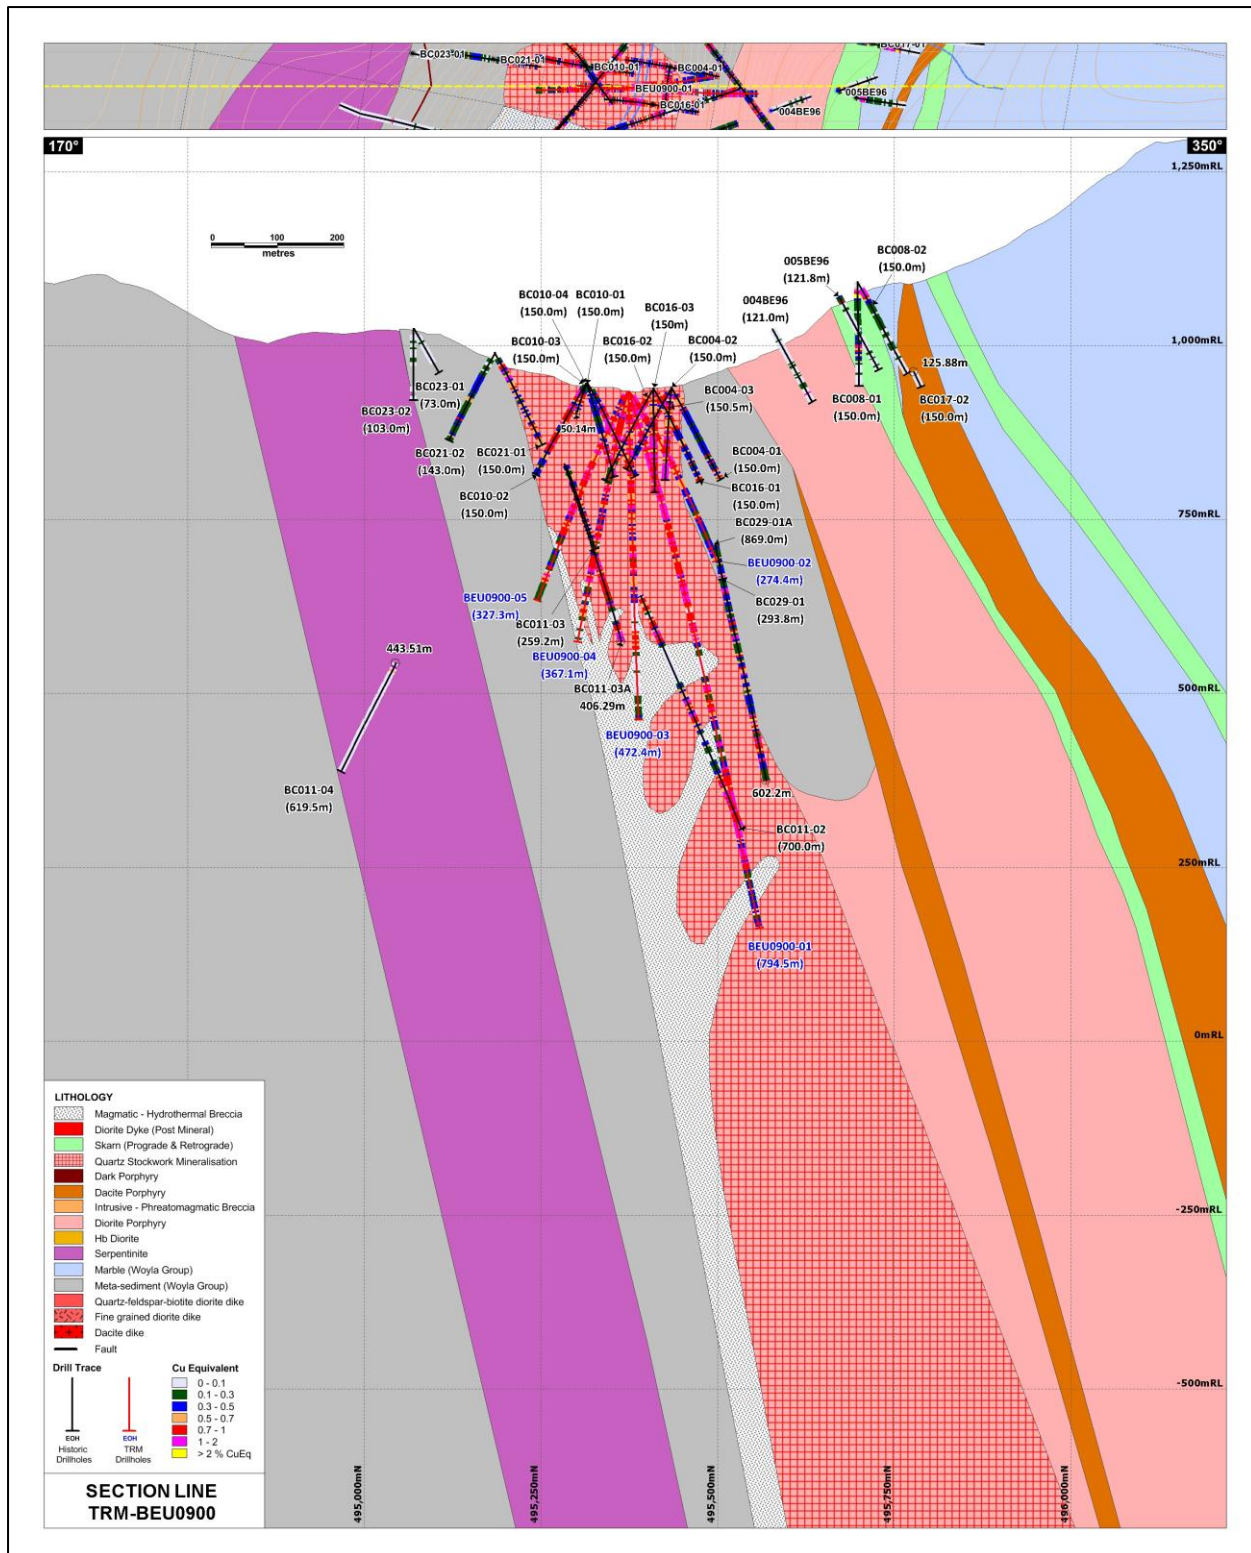 BC023-01
BC021-01
BC010-01
BC004-01
BC017-01
BEU0900-01
BC016-01
004BE96
005BE96
170°
350°
1,250mRL
0 100 200
metres
BC008-02
(150.0m)
005BE96
(121.8m)
BC010-04
(150.0m)
BC010-01
(150.0m)
BC016-03
(150m)
004BE96
(121.0m)
BC010-03
(150.0m)
BC016-02
(150.0m)
BC004-02
(150.0m)
1,000mRL
125.88m
BC023-01
(73.0m)
BC004-03
(150.5m)
BC008-01
(150.0m)
BC017-02
(150.0m)
BC023-02
(103.0m)
50.14m
BC021-02
(143.0m)
BC021-01
(150.0m)
BC004-01
(150.0m)
BC010-02
(150.0m)
BC016-01
(150.0m)
750mRL
BC029-01A
(869.0m)
BEU0900-02
(274.4m)
BEU0900-05
(327.3m)
BC029-01
(293.8m)
BC011-03
(259.2m)
443.51m
BEU0900-04
(367.1m)
BC011-03A
406.29m
500mRL
BEU0900-03
(472.4m)
BC011-04
(619.5m)
602.2m
BC011-02
(700.0m)
250mRL
BEU0900-01
(794.5m)
0mRL
-250mRL
-500mRL
LITHOLOGY
Magmatic - Hydrothermal Breccia
Diorite Dyke (Post Mineral)
Skarn (Prograde & Retrograde)
Quartz Stockwork Mineralisation
Dark Porphyry
Dacite Porphyry
Intrusive - Phreatomagmatic Breccia
Diorite Porphyry
Hb Diorite
Serpentinite
Marble (Woyla Group)
Meta-sediment (Woyla Group)
Quartz-feldspar-biotite diorite dike
Fine grained diorite dike
Dacite dike
Fault
Drill Trace
EOH
Historic
Drillholes
EOH
TRM
Drillholes
Cu Equivalent
0 - 0.1
0.1 - 0.3
0.3 - 0.5
0.5 - 0.7
0.7 - 1
1 - 2
> 2 % CuEq
SECTION LINE
TRM-BEU0900
495,000mN
495,250mN
495,500mN
495,750mN
496,000mN